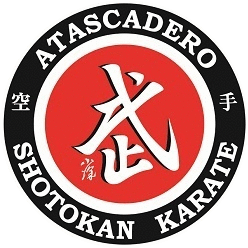 ATASCADERO
空 手
武
SHOTOKAN KARATE